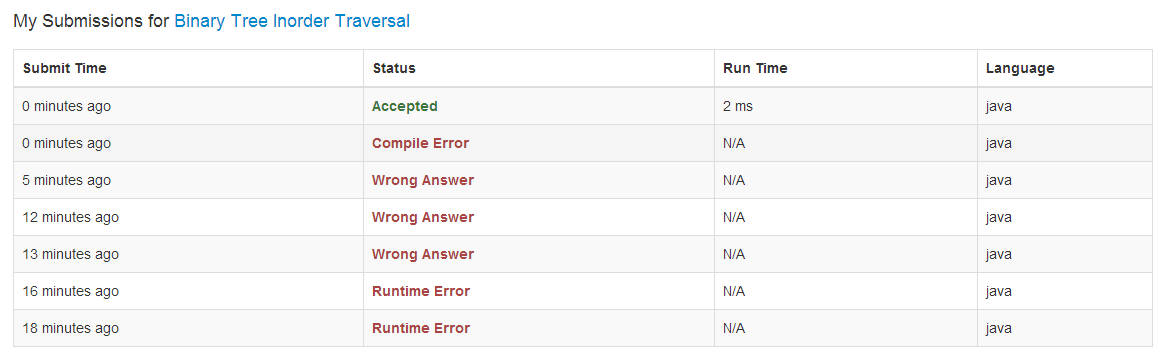 My Submissions for Binary Tree Inorder Traversal
Submit Time Status Run Time Language
0 minutes ago Accepted 2 ms java
0 minutes ago Compile Error N/A java
5 minutes ago Wrong Answer N/A java
12 minutes ago Wrong Answer N/A java
13 minutes ago Wrong Answer N/A java
16 minutes ago Runtime Error N/A java
18 minutes ago Runtime Error N/A java